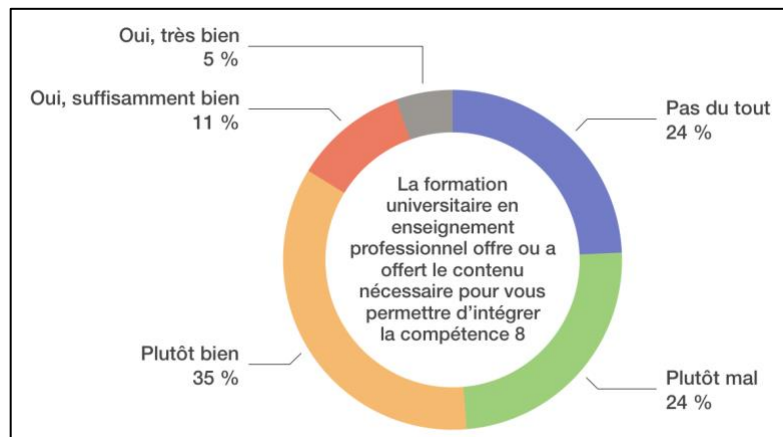 Oui, très bien
5 %
Oui, suffisamment bien
11 %
Pas du tout
24 %
La formation
universitaire en
enseignement
professionnel offre ou a
offert le contenu
nécessaire pour vous
permettre d'intégrer
la compétence 8
Plutôt bien
35 %
Plutôt mal
24 %